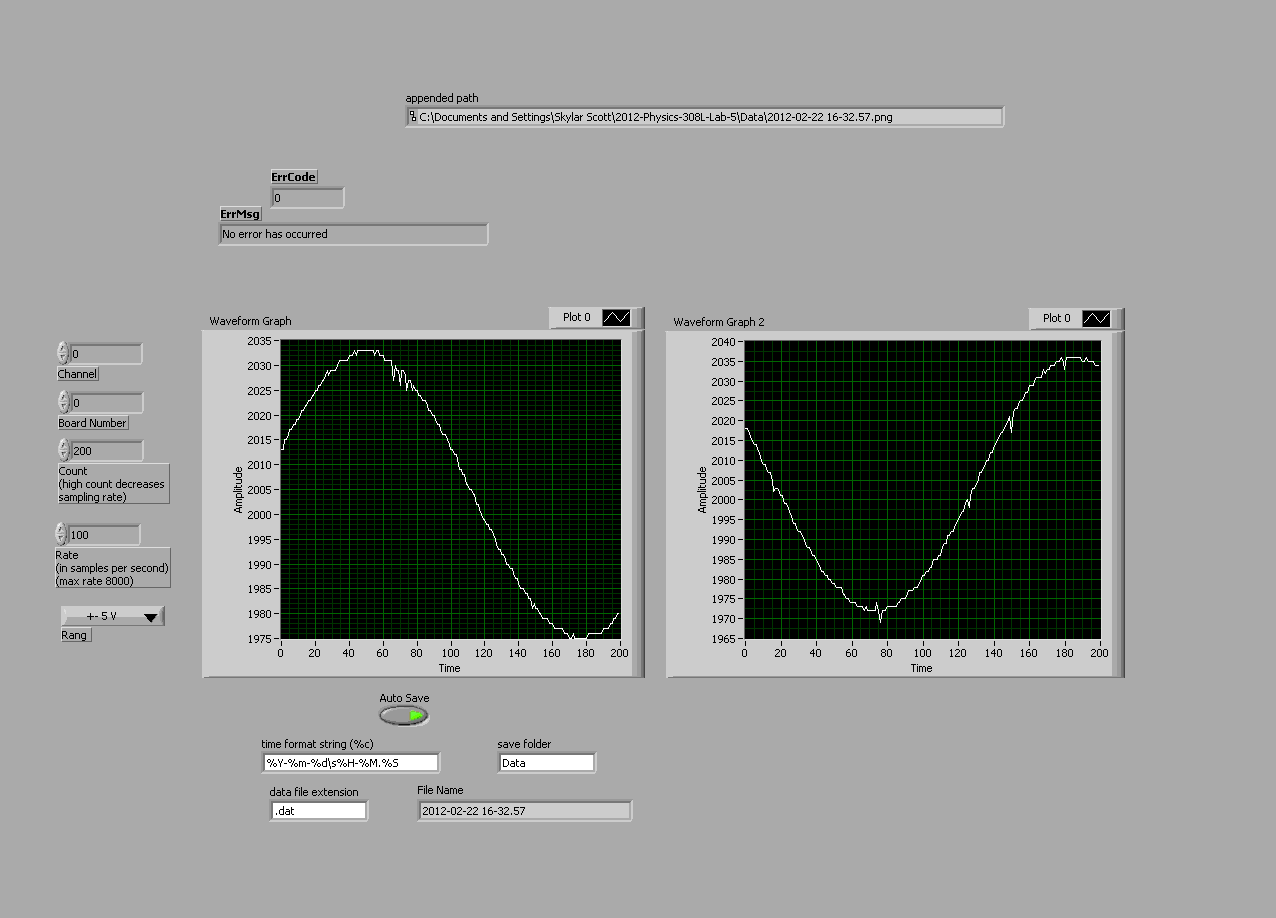 appended path
C:\Documents and Settings\Skylar Scott\2012-Physics-308L-Lab-5\Data\2012-02-22 16-32.57.png
ErrCode
0
ErrMsg
No error has occurred
0
Channel
0
Board Number
200
Count
(high count decreases
sampling rate)
100
Rate
(in samples per second)
(max rate 8000)
+- 5 V
Rang
Waveform Graph
Plot 0
2035
2030
2025
2020
2015
2010
2005
2000
1995
1990
1985
1980
1975
Amplitude
0 20 40 60 80 100 120 140 160 180 200
Time
Waveform Graph 2
Plot 0
2040
2035
2030
2025
2020
2015
2010
2005
2000
1995
1990
1985
1980
1975
1970
1965
Amplitude
0 20 40 60 80 100 120 140 160 180 200
Time
Auto Save
time format string (%c)
%Y-%m-%d\s%H-%M.%S
save folder
Data
data file extension
.dat
File Name
2012-02-22 16-32.57